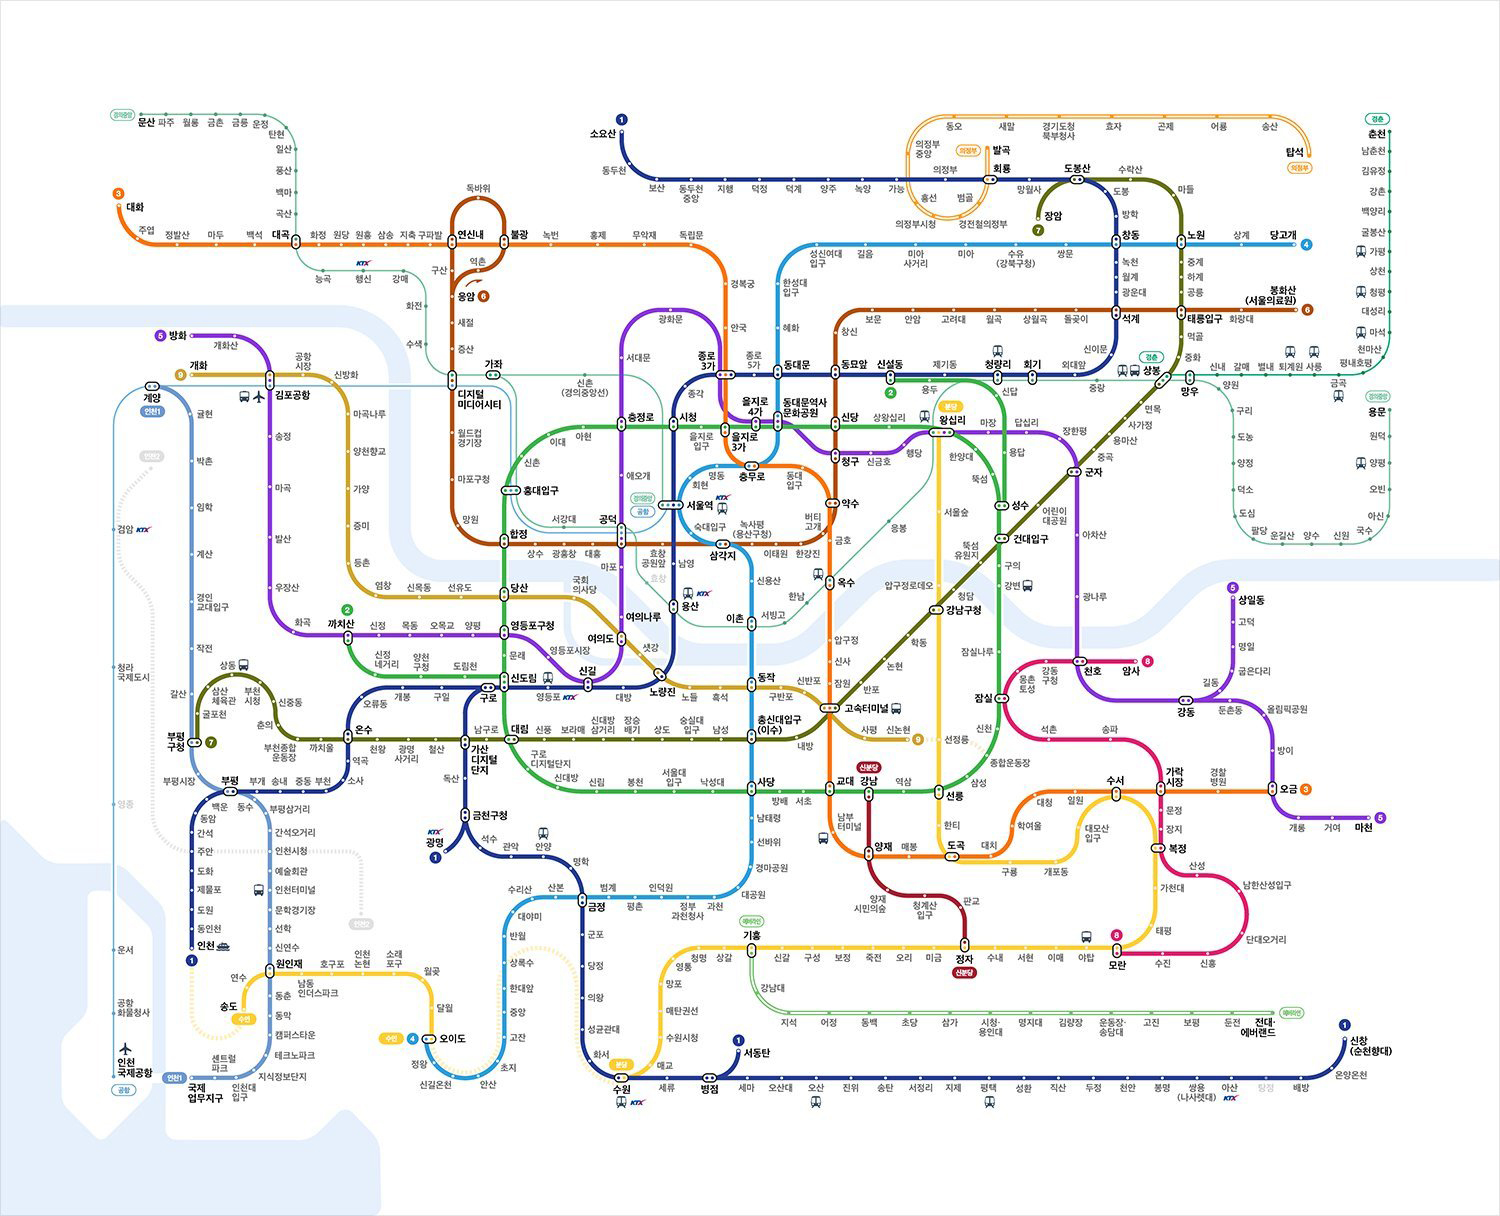 경의중앙
문산 파주 월롱 금촌 금릉 운정
탄현
일산
풍산
백마
곡산
3
대화
주엽 정발산 마두 백석 대곡 화정 원당 원흥 삼송 지축 구파발 연신내 불광 녹번 홍제 무악재 독립문
독바위
역촌
구산
응암 6
새절
증산
능곡 행신 강매
KTX
화전
수색
1
소요산
동두천
보산 동두천
중앙 지행 덕정 덕계 양주 녹양 가능 의정부 회룡 망월사 도봉산 수락산
의정부
발곡
의정부
중앙
동오 새말 경기도청
북부청사 효자 곤제 어룡 송산
탑석
의정부
흥선
의정부시청
경전철의정부
범골
장암
7
도봉
방학
마들
창동 노원 상계 당고개 4
녹천
월계
광운대
중계
하계
공릉
성신여대
입구 길음 미아
사거리 미아 수유
(강북구청) 쌍문
한성대
입구
혜화
경복궁
안국
경춘
춘천
남춘천
김유정
강촌
백양리
굴봉산
가평
상천
청평
대성리
마석
천마산
평내호평
봉화산
(서울의료원)
6
화랑대
태릉입구
석계
돌곶이
상월곡
월곡
고려대
안암
보문
창신
먹골
중화
신이문
5 방화
개화산
9 개화
공항
시장 신방화
김포공항
마곡나루
양천향교
가양
증미
등촌
송정
마곡
발산
우장산
화곡
계양
인천1
귤현
박촌
임학
계산
경인
교대입구
작전
갈산
부평
구청
7
인천2
검암 KTX
청라
국제도시
영종
운서
공항
화물청사
인천
국제공항
공항
디지털
미디어시티
가좌
신촌
(경의중앙선)
월드컵
경기장
마포구청
망원
서대문
광화문
종로
3가
종로
5가
동대문
동묘앞
신설동
제기동
청량리
회기
외대앞
중랑
경춘
상봉
망우
신내 갈매 별내 퇴계원 사릉
금곡
양원
구리
도농
양정
덕소
도심
팔당 운길산 양수 신원 국수
아신
오빈
양평
원덕
용문
경의중앙
2
용두
신답
종각
시청
충정로
아현
이대
신촌
홍대입구
을지로
입구
을지로
3가
을지로
4가
동대문역사
문화공원
신당
상왕십리
분당
왕십리
마장
답십리
장한평
군자
중곡
용마산
사가정
면목
용답
한양대
뚝섬
성수
청구
신금호
행당
애오개
명동
회현
충무로
동대
입구
약수
버티
고개
금호
응봉
서울숲
경의중앙
공항
서울역
KTX
숙대입구
녹사평
(용산구청)
삼각지
이태원
한강진
공덕
서강대
합정
상수 광흥창 대흥
효창
공원앞
효창
남영
마포
신용산
용산
KTX
이촌
서빙고
한남
옥수
어린이
대공원
건대입구
뚝섬
유원지
구의
강변
아차산
광나루
압구정로데오
청담
강남구청
학동
논현
반포
압구정
신사
잠원
잠실나루
잠실
신천
5
상일동
고덕
명일
굽은다리
길동
강동
둔촌동
올림픽공원
방이
오금 3
개롱 거여 마천 5
8
암사
천호
강동
구청
몽촌
토성
석촌
송파
가락
시장
경찰
병원
수서
일원
대청
학여울
대치
도곡
매봉
양재
대모산
입구
개포동
구룡
한티
선릉
선정릉
삼성
종합운동장
역삼
신분당
강남
교대
서초
방배
사당
남부
터미널
고속터미널
9
신논현
사평
신반포
구반포
동작
흑석
노들
노량진
샛강
여의도
여의나루
국회
의사당
당산
선유도
신목동
염창
2
까치산
신정 목동 오목교 양평
영등포구청
신정
네거리 양천
구청 도림천
문래
신도림
영등포시장
신길
영등포 KTX
대방
상동
삼산
체육관
굴포천
부천
시청
신중동
춘의
부천종합
운동장
까치울
온수
천왕 광명
사거리 철산
오류동
개봉 구일
구로
남구로
가산
디지털
단지
대림
신풍 보라매 신대방
삼거리 장승
배기 상도 숭실대
입구 남성 총신대입구
(이수)
내방
구로
디지털단지
신대방 신림 봉천 서울대
입구 낙성대
독산
금천구청
KTX
광명
1
석수
관악 안양
명학
역곡
소사
부천
중동
송내
부개
부평
백운
동암
간석
주안
도화
제물포
도원
동인천
인천
1
부평시장
동수
부평삼거리
간석오거리
인천시청
예술회관
인천터미널
문학경기장
선학
신연수
원인재
동춘
동막
캠퍼스타운
테크노파크
지식정보단지
인천대
입구
센트럴
파크
국제
업무지구
인천1
인천2
연수
송도
수인
남동
인더스파크
호구포
인천
논현
소래
포구
월곶
달월
수인 4 오이도
정왕
신길온천
안산
초지
고잔
중앙
한대앞
상록수
반월
대야미
수리산
산본
금정
범계
평촌
인덕원
정부
과천청사
과천
대공원
경마공원
선바위
남태령
군포
당정
의왕
성균관대
화서
분당
수원
KTX
세류
병점
1
서동탄
세마 오산대 오산 진위 송탄 서정리 지제 평택 성환 직산 두정 천안 봉명 쌍용
(나사렛대) 아산 탕정 배방
KTX
온양온천
1
신창
(순천향대)
매교
수원시청
매탄권선
망포
영통
청명 상갈
에버라인
기흥
신갈 구성 보정 죽전 오리 미금
정자
신분당
수내 서현 이매 야탑
8
모란
태평
가천대
복정
장지
문정
산성
남한산성입구
단대오거리
신흥
수진
양재
시민의숲
청계산
입구
판교
강남대
지석 어정 동백 초당 삼가 시청·
용인대 명지대 김량장 운동장·
송담대 고진 보평 둔전 전대·
에버랜드
에버라인